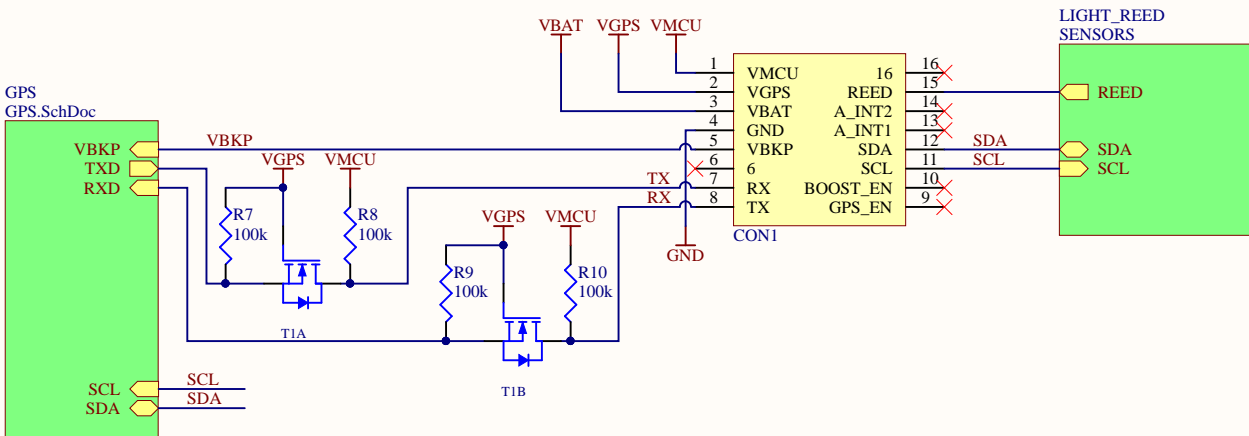 LIGHT_REED
SENSORS
VBAT VGPS VMCU
GPS
GPS.SchDoc
1 VMCU 16 16
2 VGPS REED 15 REED
3 VBAT A_INT2 14
4 GND A_INT1 13
VBKP VBKP 5 VBKP SDA 12 SDA SDA
TXD VGPS VMCU 6 6 SCL 11 SCL SCL
RXD TX 7 RX BOOST_EN 10
RX 8 TX GPS_EN 9
R7 R8 VGPS VMCU CON1
100k 100k
GND
R9 R10
100k 100k
T1A
SCL SCL
T1B
SDA SDA